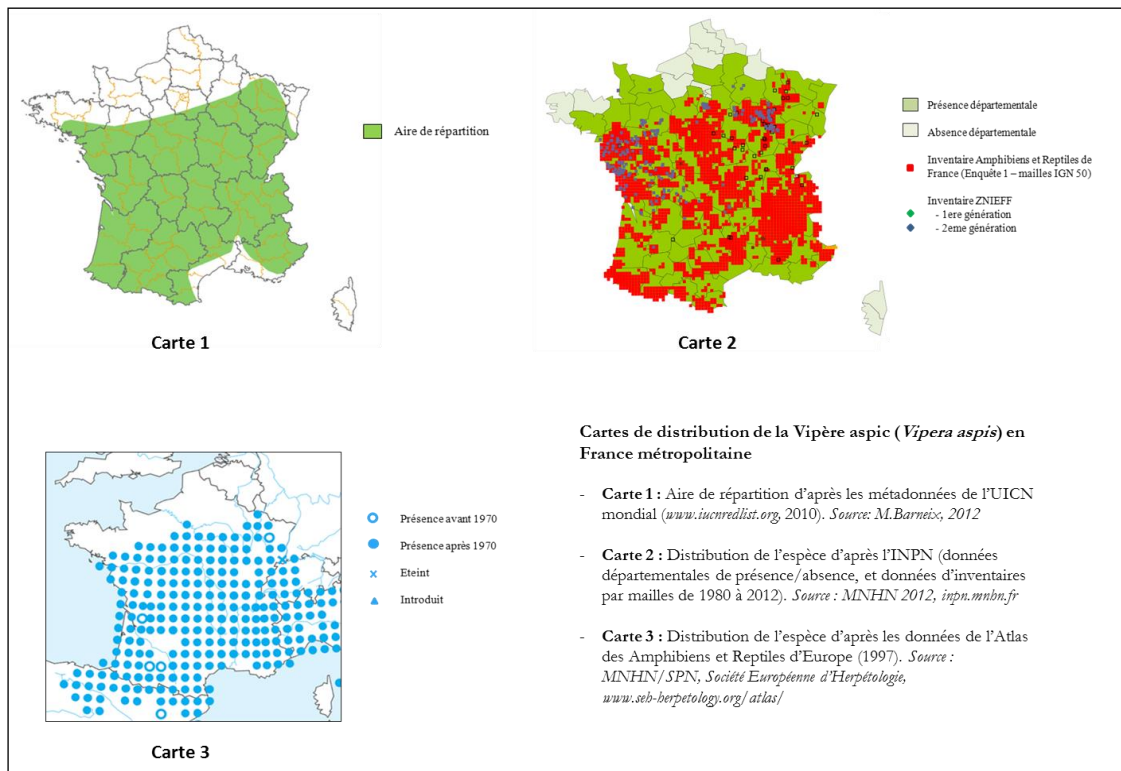 Aire de répartition
Carte 1
Présence départementale
Absence départementale
Inventaire Amphibiens et Reptiles de
France (Enquête 1 – mailles IGN 50)
Inventaire ZNIEFF
- 1ere génération
- 2eme génération
Carte 2
Présence avant 1970
Présence après 1970
Eteint
Introduit
Carte 3
Cartes de distribution de la Vipère aspic (Vipera aspis) en
France métropolitaine
- Carte 1 : Aire de répartition d’après les métadonnées de l’UICN
mondial (www.iucnredlist.org, 2010). Source: M.Barneix, 2012
- Carte 2 : Distribution de l’espèce d’après l’INPN (données
départementales de présence/absence, et données d’inventaires
par mailles de 1980 à 2012). Source : MNHN 2012, inpn.mnhn.fr
- Carte 3 : Distribution de l’espèce d’après les données de l’Atlas
des Amphibiens et Reptiles d’Europe (1997). Source :
MNHN/SPN, Société Européenne d’Herpétologie,
www.seh-herpetology.org/atlas/